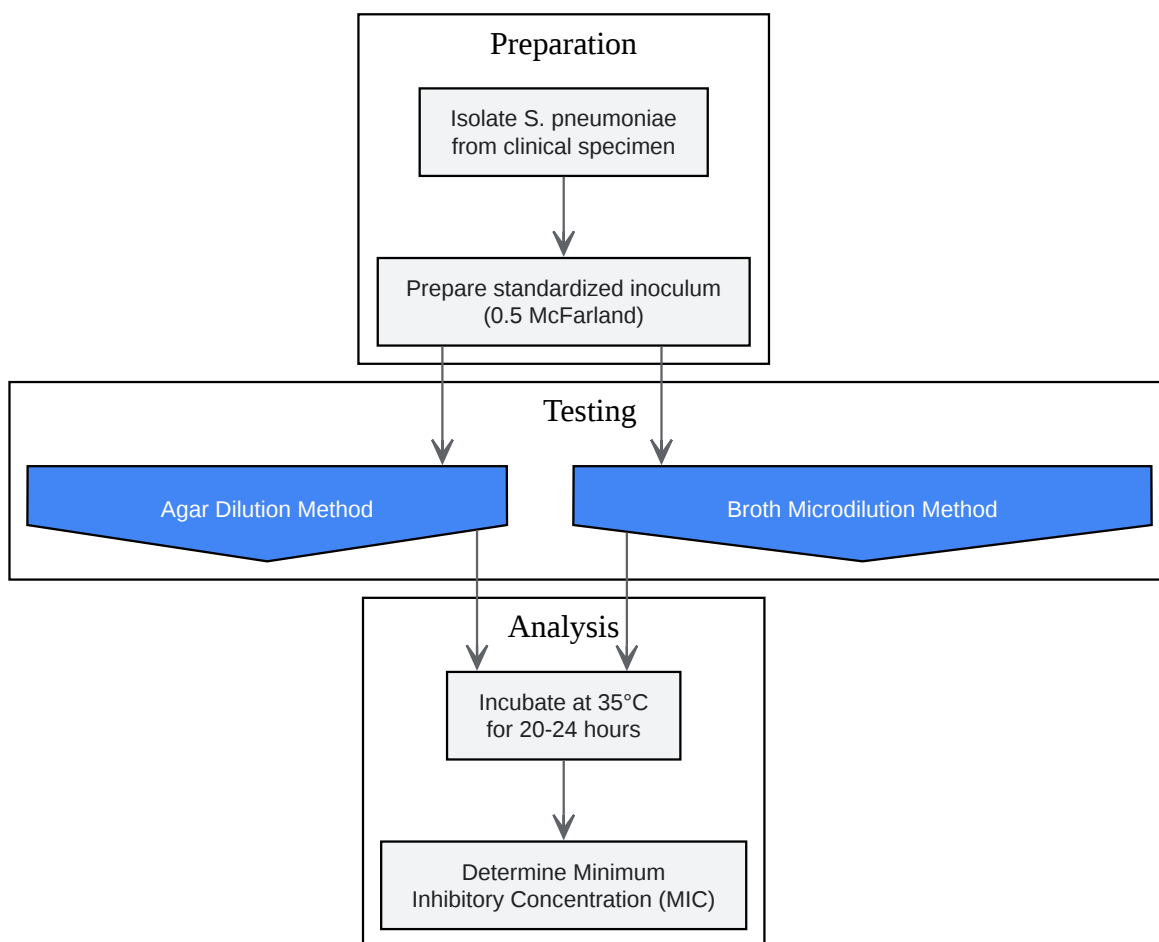 Preparation
Isolate S. pneumoniae
from clinical specimen
Prepare standardized inoculum
(0.5 McFarland)
Testing
Agar Dilution Method
Broth Microdilution Method
Analysis
Incubate at 35°C
for 20-24 hours
Determine Minimum
Inhibitory Concentration (MIC)